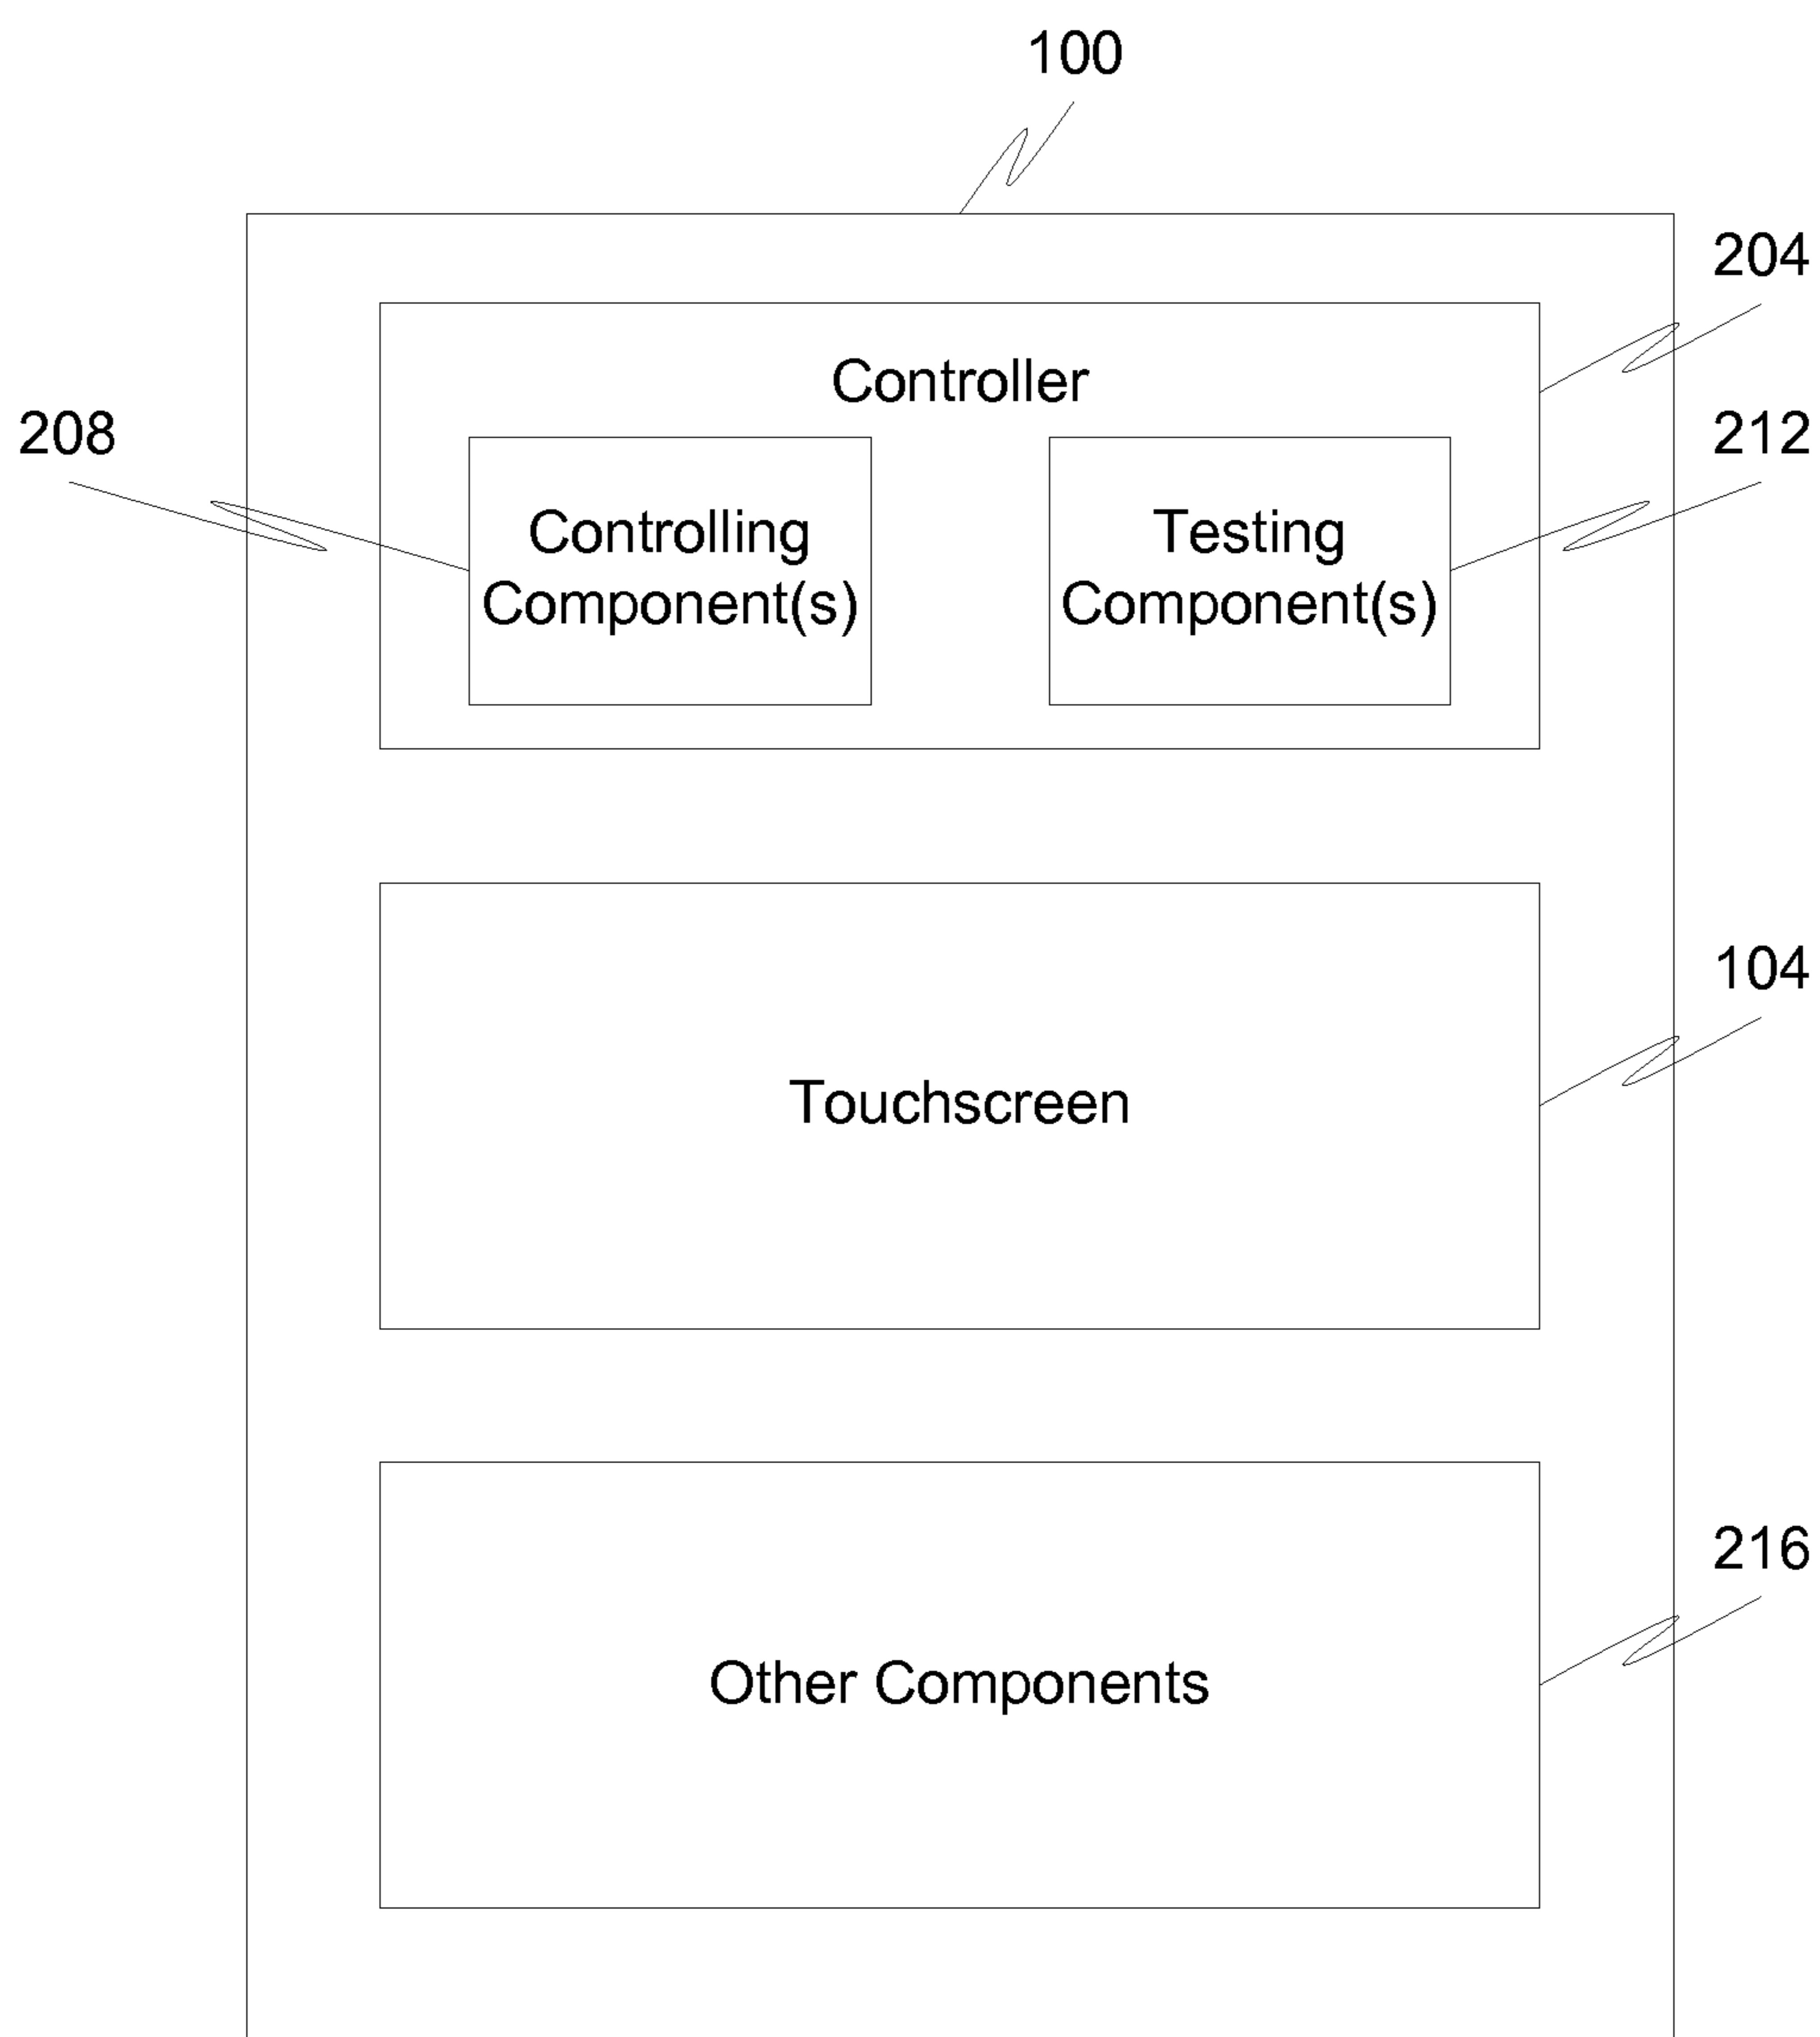 100
204
Controller
208
212
Controlling
Component(s)
Testing
Component(s)
104
Touchscreen
216
Other Components